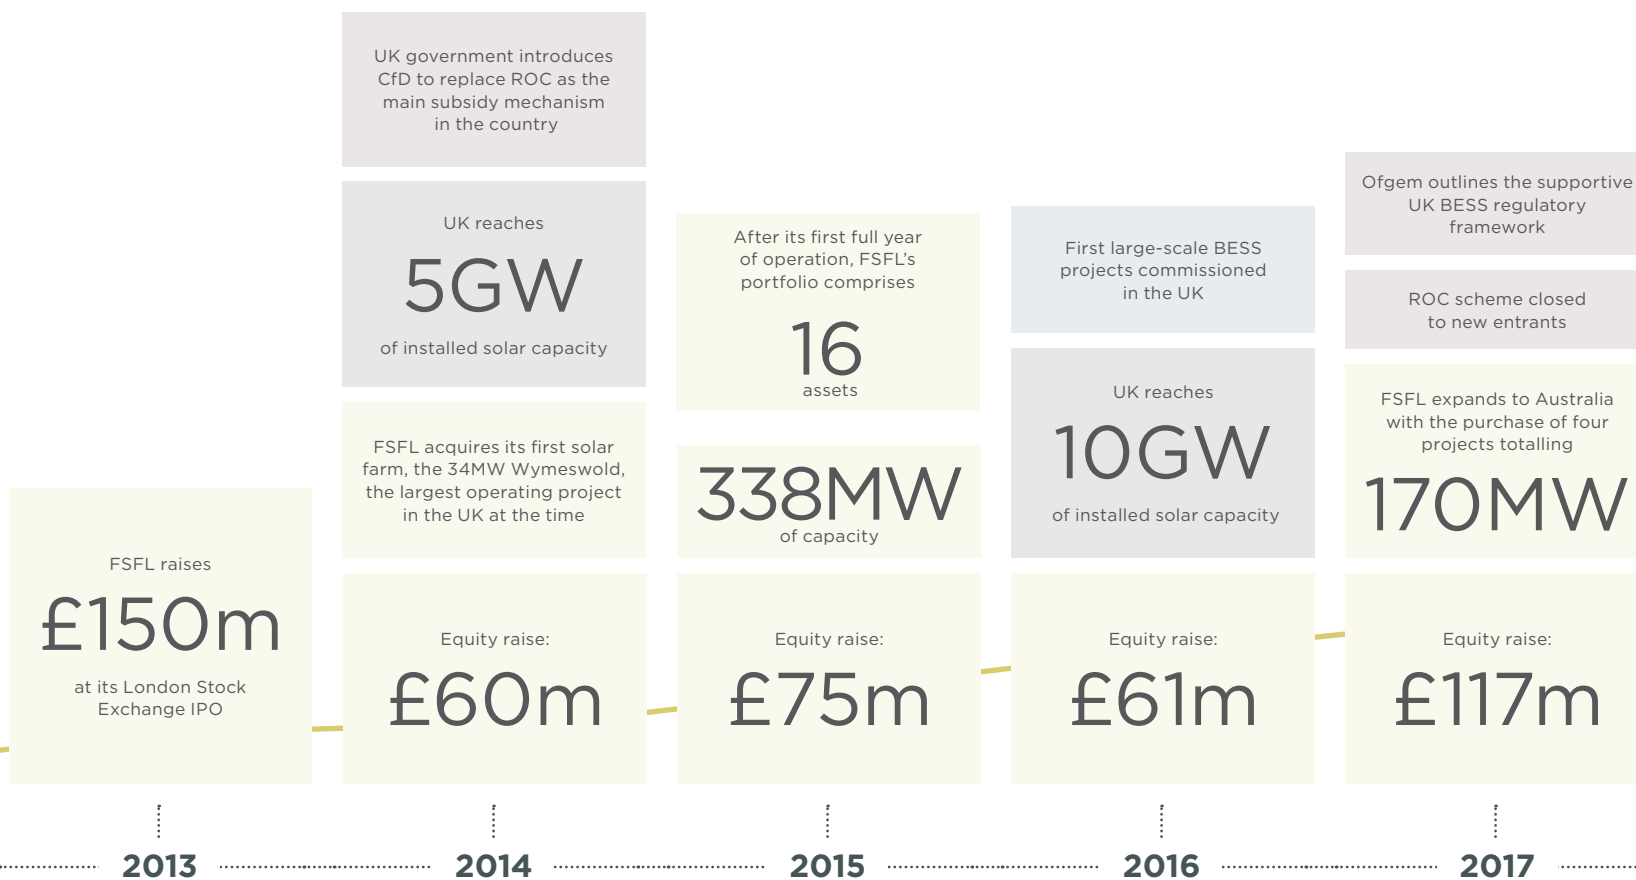 FSFL raises
£150m
at its London Stock
Exchange IPO
2013
UK government introduces
CfD to replace ROC as the
main subsidy mechanism
in the country
UK reaches
5GW
of installed solar capacity
FSFL acquires its first solar
farm, the 34MW Wymeswold,
the largest operating project
in the UK at the time
Equity raise:
£60m
2014
After its first full year
of operation, FSFL’s
portfolio comprises
16
assets
338MW
of capacity
Equity raise:
£75m
2015
First large-scale BESS
projects commissioned
in the UK
UK reaches
10GW
of installed solar capacity
Equity raise:
£61m
2016
Ofgem outlines the supportive
UK BESS regulatory
framework
ROC scheme closed
to new entrants
FSFL expands to Australia
with the purchase of four
projects totalling
170MW
Equity raise:
£117m
2017